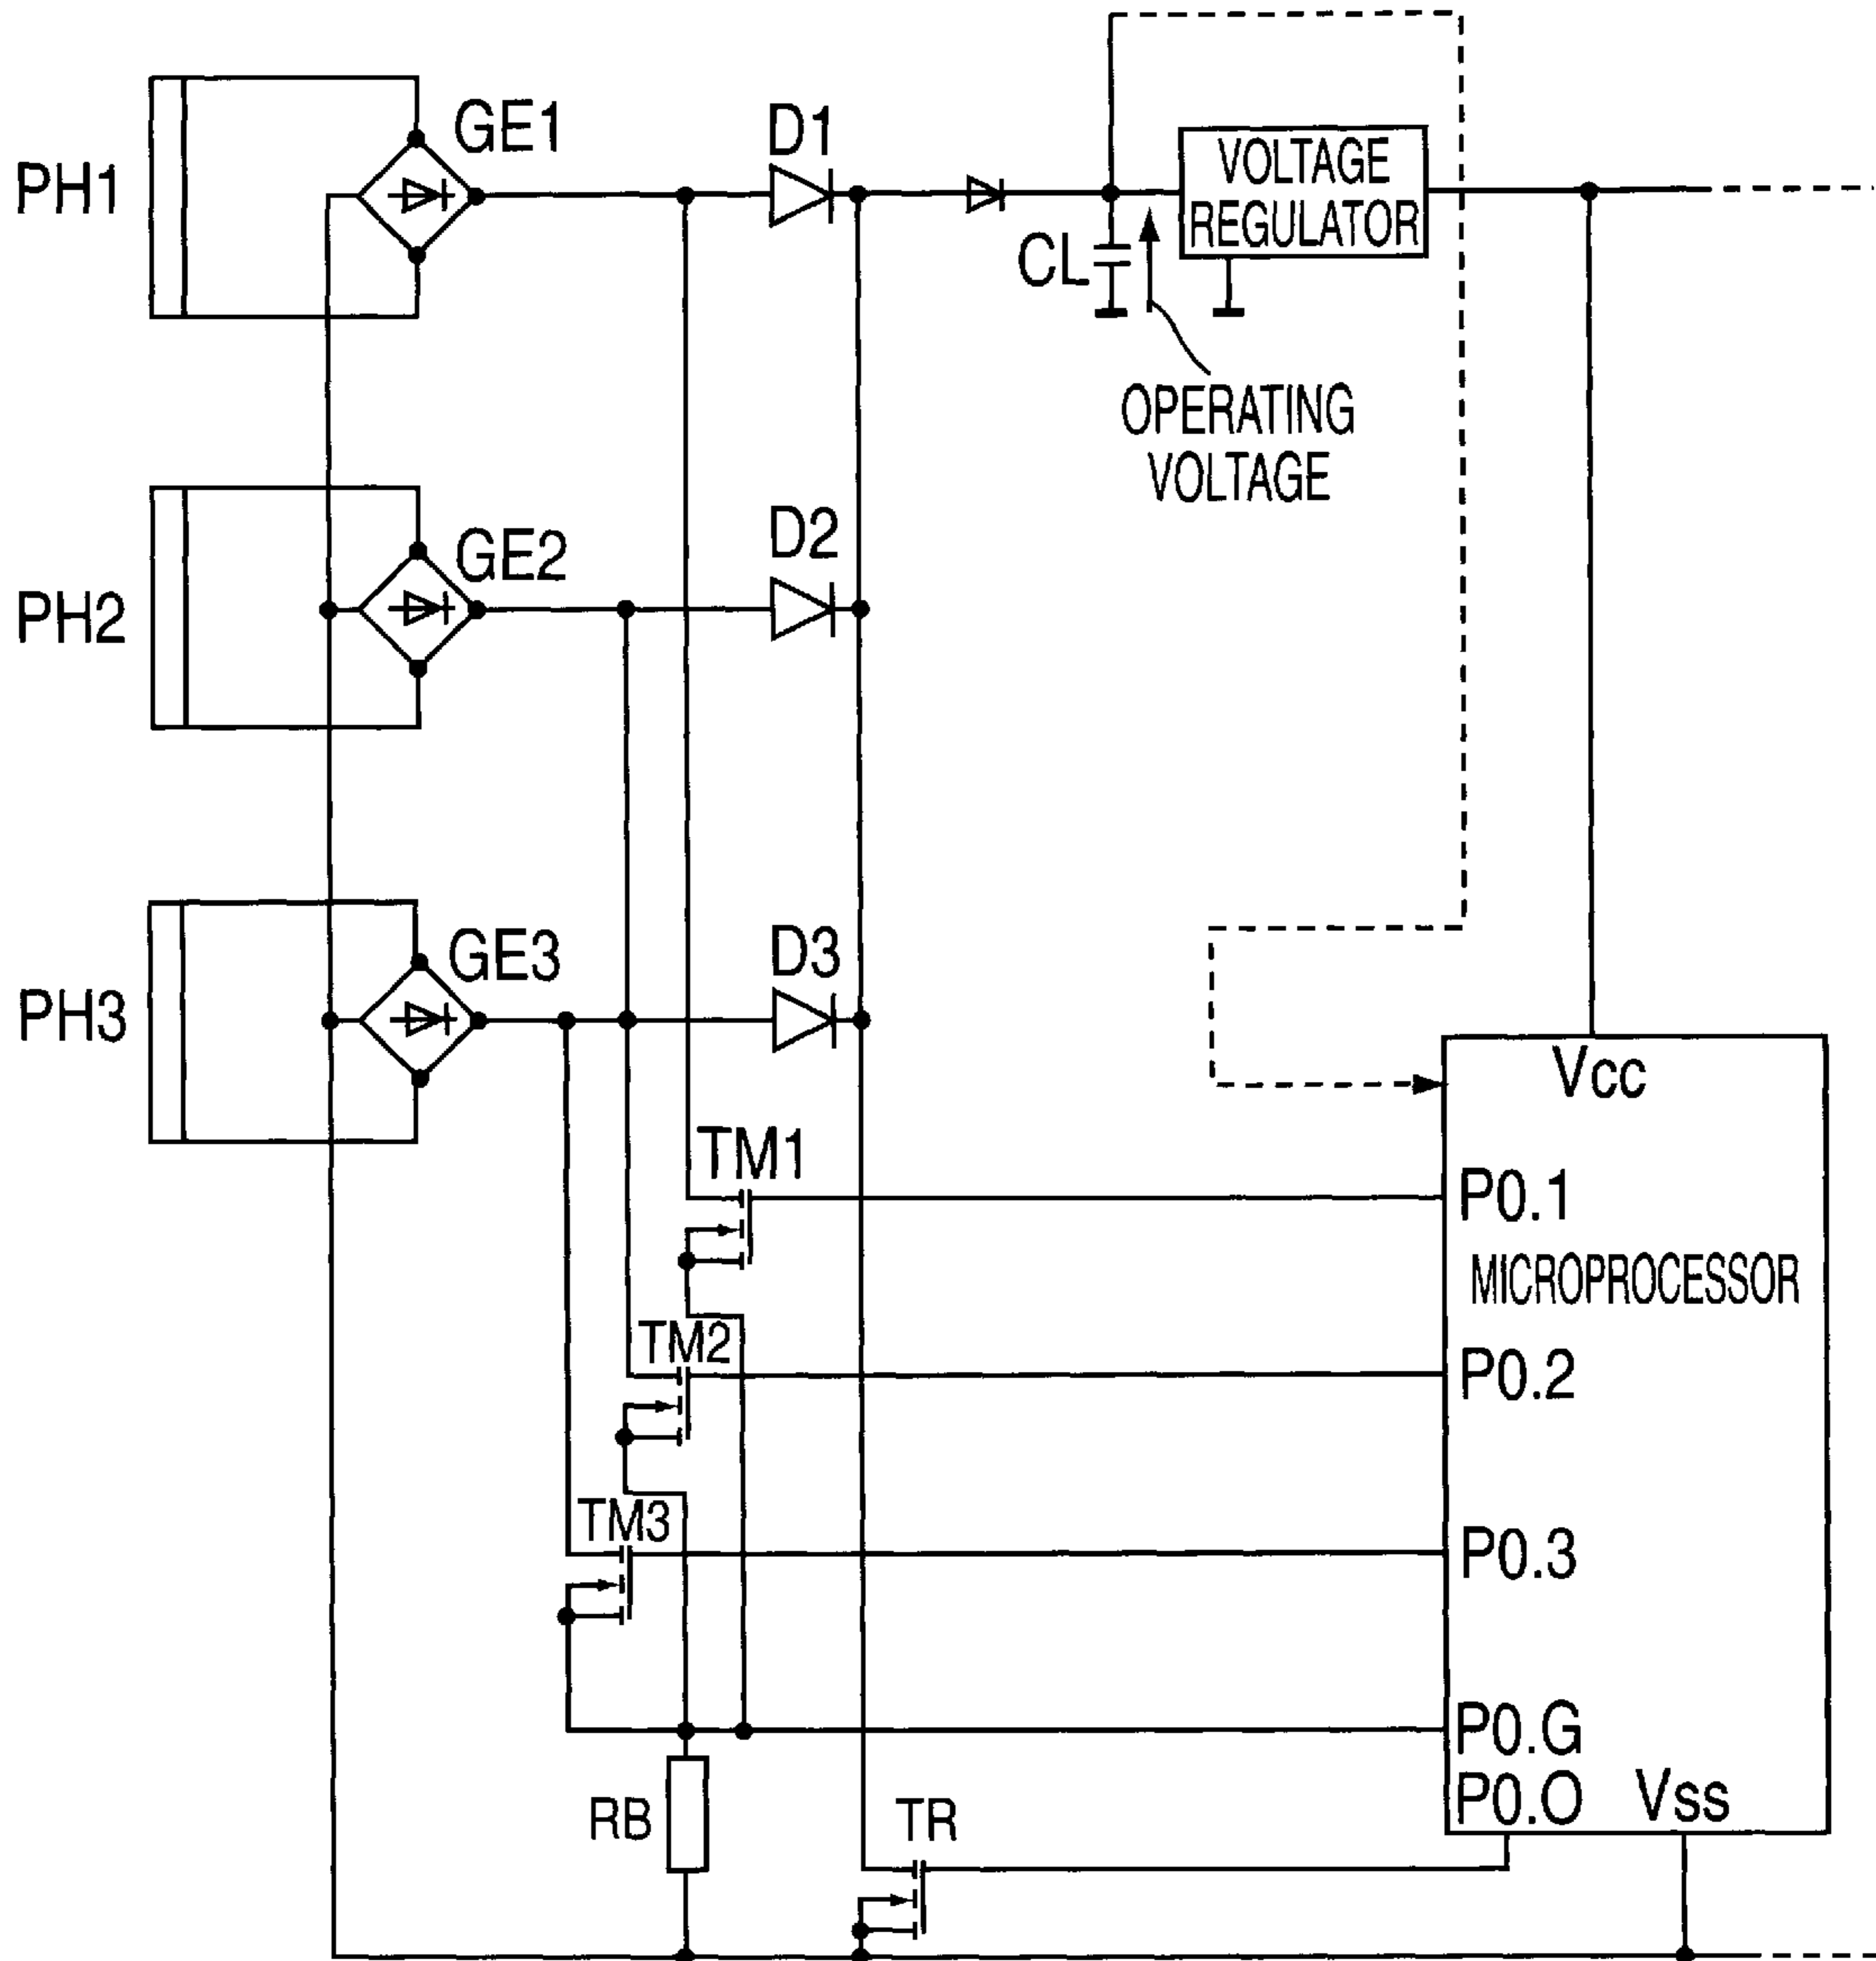 PH1
GE1
D1
VOLTAGE
REGULATOR
CL
OPERATING
VOLTAGE
PH2
GE2
D2
PH3
GE3
D3
Vcc
TM1
P0.1
MICROPROCESSOR
TM2
P0.2
TM3
P0.3
P0.G
RB
TR
P0.O
Vss